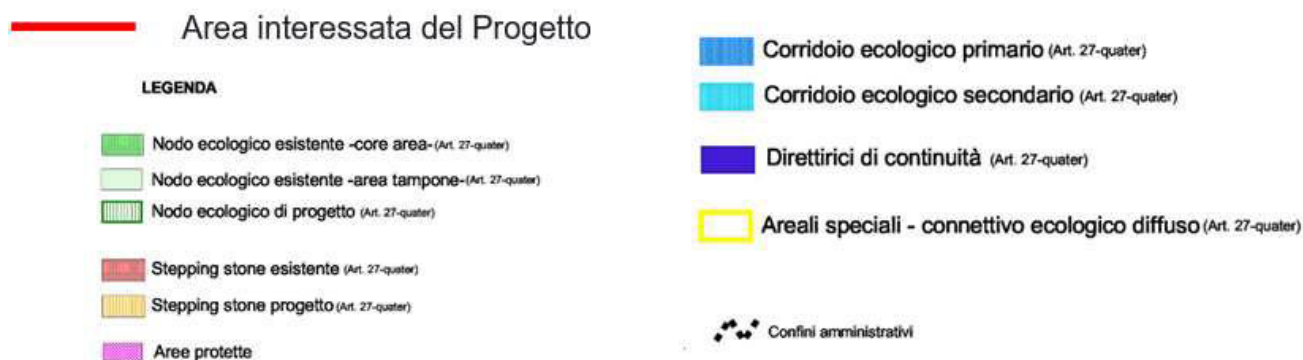 Area interessata del Progetto
LEGENDA
Nodo ecologico esistente -core area- (Art. 27-quater)
Nodo ecologico esistente -area tampone- (Art. 27-quater)
Nodo ecologico di progetto (Art. 27-quater)
Stepping stone esistente (Art. 27-quater)
Stepping stone progetto (Art. 27-quater)
Aree protette
Corridoio ecologico primario (Art. 27-quater)
Corridoio ecologico secondario (Art. 27-quater)
Direttirici di continuità (Art. 27-quater)
Areali speciali - connettivo ecologico diffuso (Art. 27-quater)
Confini amministrativi